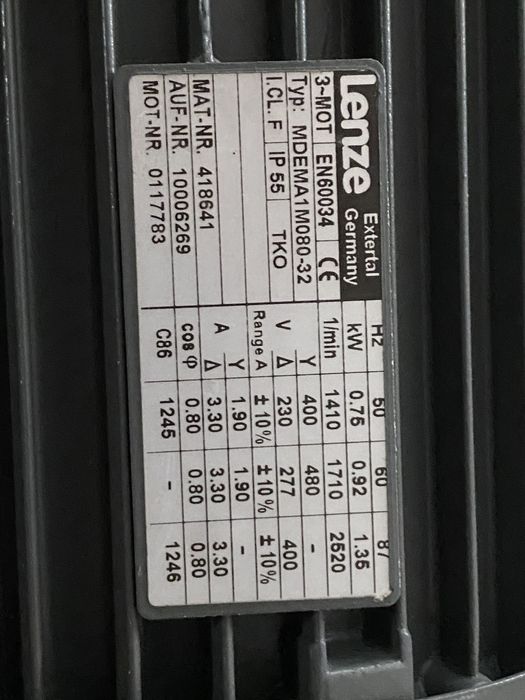 Lenze Extertal
Germany
3~MOT EN60034 CE
Typ: MDEMA1M080-32
I.CL. F IP 55 TKO
MAT-NR. 418641
AUF-NR. 10006269
MOT-NR. 0117783
Hz 50 60 87
kW 0.75 0.92 1.35
1/min 1410 1710 2520
V Y 400 480 -
Δ 230 277 400
Range A ±10% ±10% ±10%
A Y 1.90 1.90 -
Δ 3.30 3.30 3.30
cos φ 0.80 0.80 0.80
C86 1245 - 1246